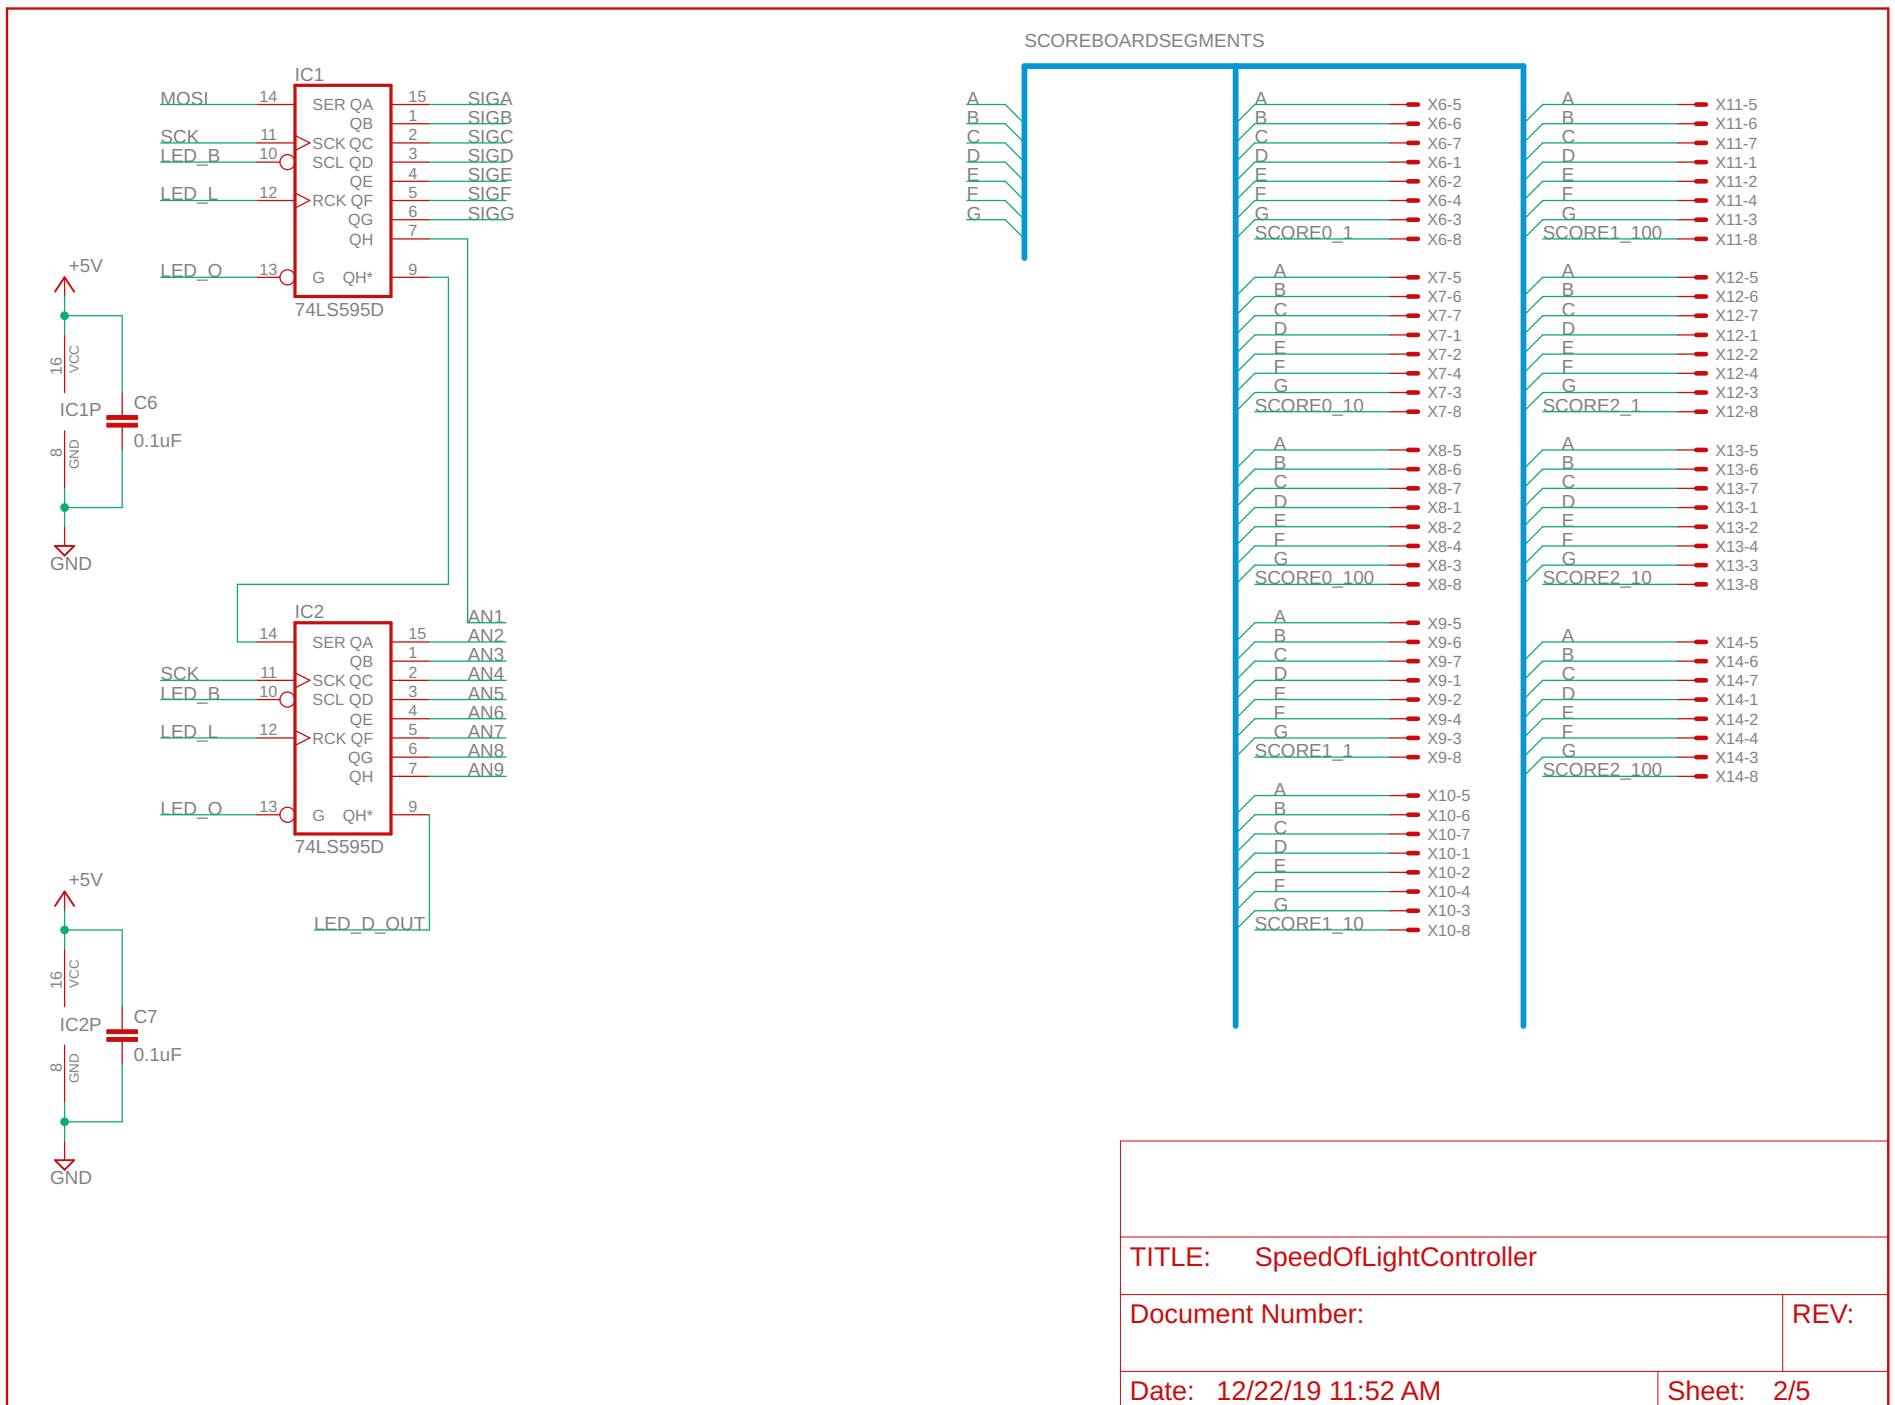 SCOREBOARDSEGMENTS
IC1
MOSI 14 SER QA 15 SIGA
QB 1 SIGB
SCK 11 SCK QC 2 SIGC
LED_B 10 SCL QD 3 SIGD
QE 4 SIGE
LED_L 12 RCK QF 5 SIGF
QG 6 SIGG
QH 7
LED_O 13 G QH* 9
74LS595D
+5V
16 VCC
IC1P
8 GND
C6
0.1uF
GND
IC2
AN1
14 SER QA 15 AN2
QB 1 AN3
SCK 11 SCK QC 2 AN4
LED_B 10 SCL QD 3 AN5
QE 4 AN6
LED_L 12 RCK QF 5 AN7
QG 6 AN8
QH 7 AN9
LED_O 13 G QH* 9
74LS595D
LED_D_OUT
+5V
16 VCC
IC2P
8 GND
C7
0.1uF
GND
A
B
C
D
E
F
G
A X6-5
B X6-6
C X6-7
D X6-1
E X6-2
F X6-4
G X6-3
SCORE0_1 X6-8
A X7-5
B X7-6
C X7-7
D X7-1
E X7-2
F X7-4
G X7-3
SCORE0_10 X7-8
A X8-5
B X8-6
C X8-7
D X8-1
E X8-2
F X8-4
G X8-3
SCORE0_100 X8-8
A X9-5
B X9-6
C X9-7
D X9-1
E X9-2
F X9-4
G X9-3
SCORE1_1 X9-8
A X10-5
B X10-6
C X10-7
D X10-1
E X10-2
F X10-4
G X10-3
SCORE1_10 X10-8
A X11-5
B X11-6
C X11-7
D X11-1
E X11-2
F X11-4
G X11-3
SCORE1_100 X11-8
A X12-5
B X12-6
C X12-7
D X12-1
E X12-2
F X12-4
G X12-3
SCORE2_1 X12-8
A X13-5
B X13-6
C X13-7
D X13-1
E X13-2
F X13-4
G X13-3
SCORE2_10 X13-8
A X14-5
B X14-6
C X14-7
D X14-1
E X14-2
F X14-4
G X14-3
SCORE2_100 X14-8
TITLE: SpeedOfLightController
Document Number: REV:
Date: 12/22/19 11:52 AM Sheet: 2/5